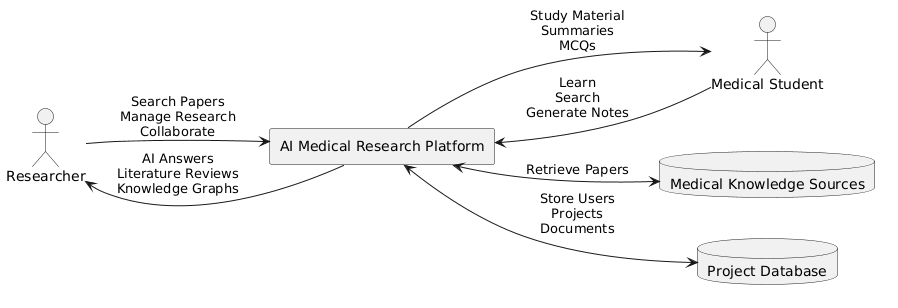 Study Material
Summaries
MCQs
Medical Student
Learn
Search
Generate Notes
Search Papers
Manage Research
Collaborate
AI Medical Research Platform
Researcher
AI Answers
Literature Reviews
Knowledge Graphs
Retrieve Papers
Medical Knowledge Sources
Store Users
Projects
Documents
Project Database